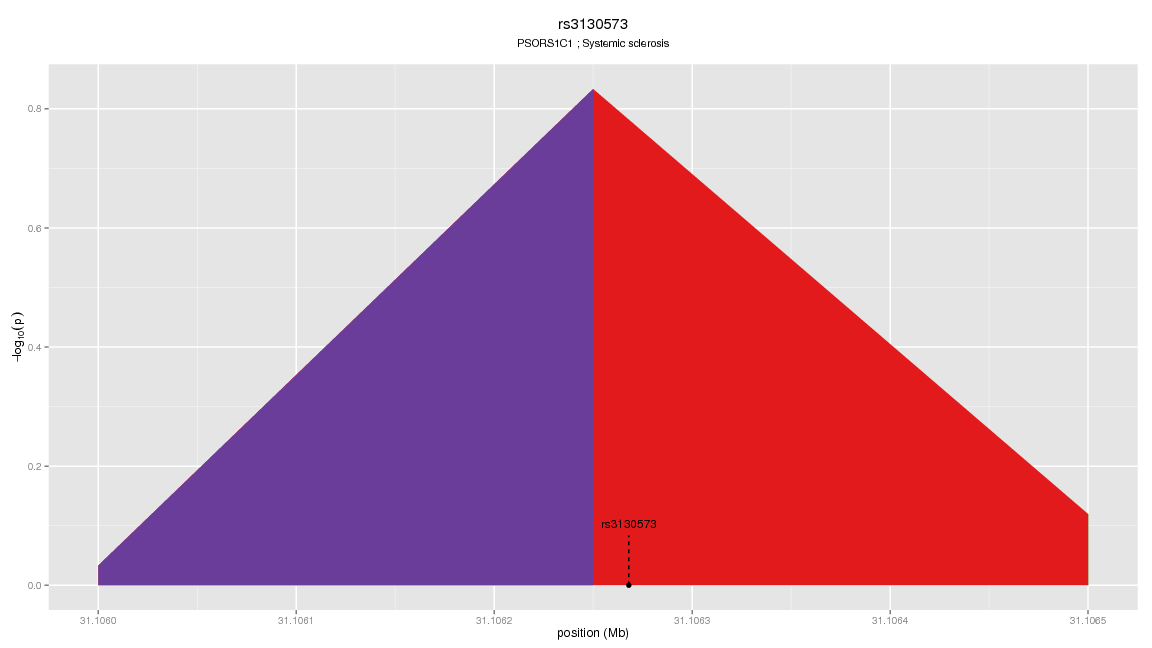 rs3130573
PSORS1C1 ; Systemic sclerosis
-log10(p)
0.8
0.6
0.4
0.2
0.0
rs3130573
31.1060 31.1061 31.1062 31.1063 31.1064 31.1065
position (Mb)